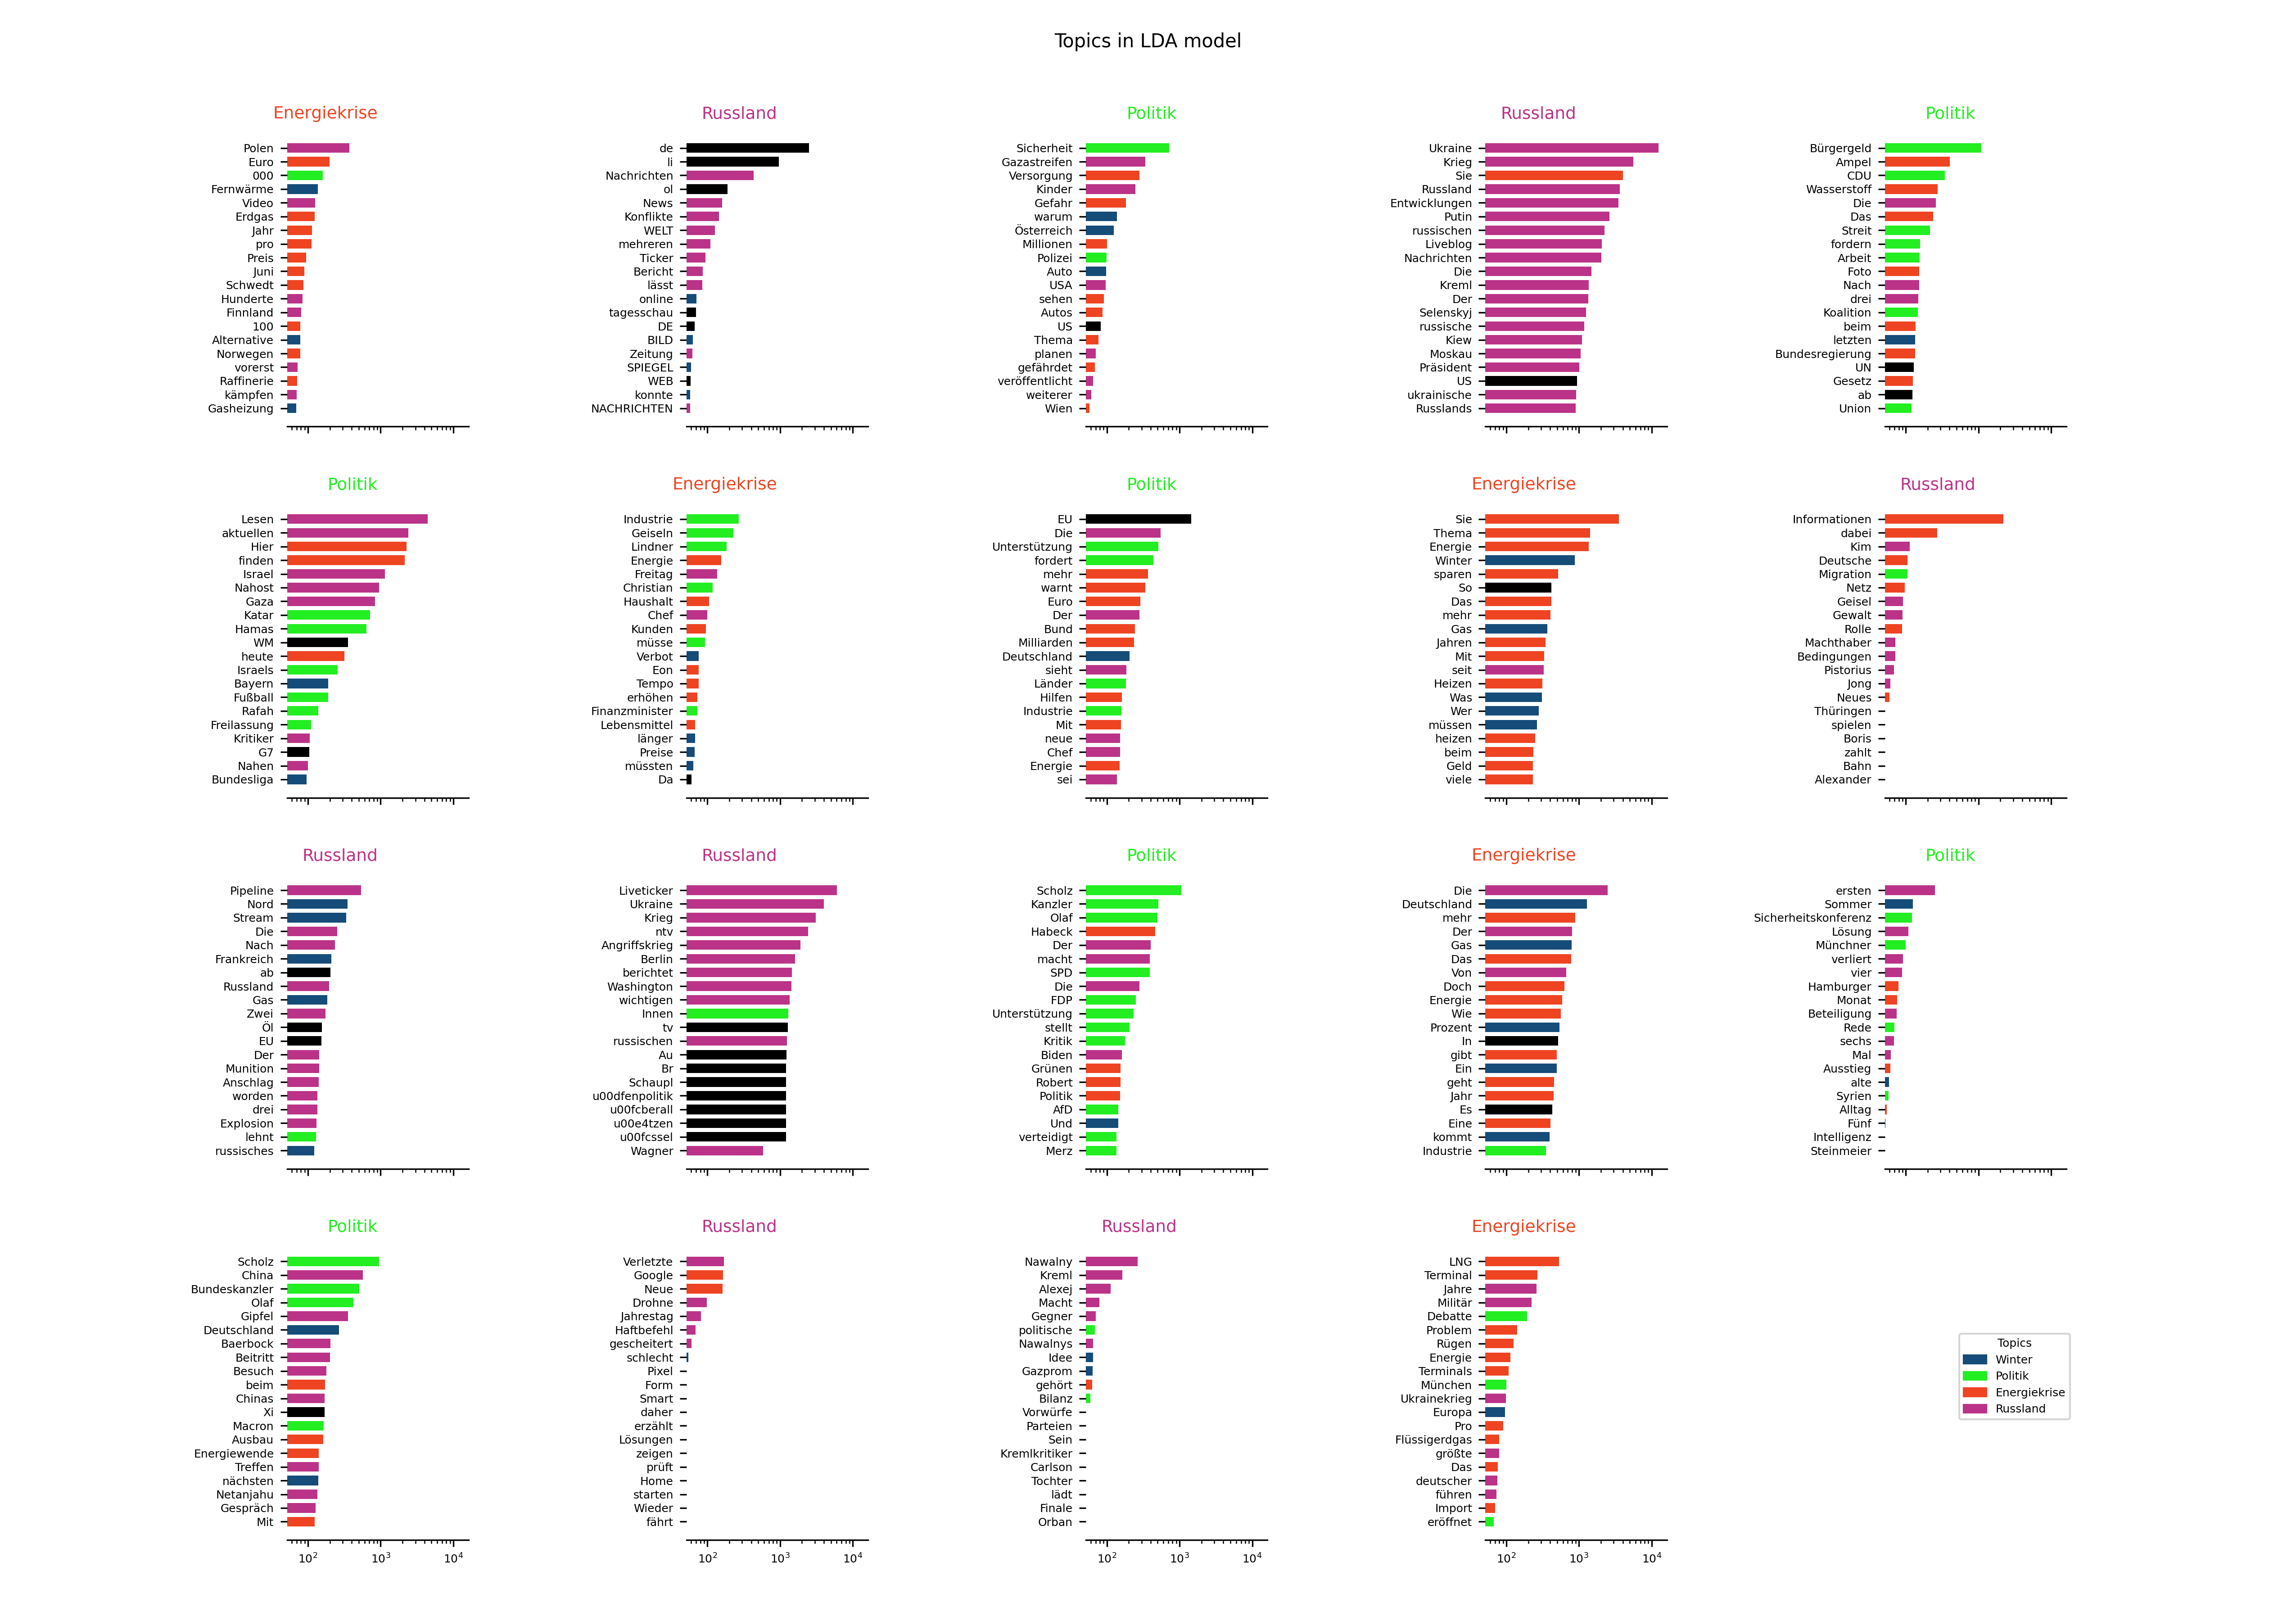 Topics in LDA model
Energiekrise
Polen
Euro
000
Fernwärme
Video
Erdgas
Jahr
pro
Preis
Juni
Schwedt
Hunderte
Finnland
100
Alternative
Norwegen
vorerst
Raffinerie
kämpfen
Gasheizung
Russland
de
li
Nachrichten
ol
News
Konflikte
WELT
mehreren
Ticker
Bericht
lässt
online
tagesschau
DE
BILD
Zeitung
SPIEGEL
WEB
konnte
NACHRICHTEN
Politik
Sicherheit
Gazastreifen
Versorgung
Kinder
Gefahr
warum
Österreich
Millionen
Polizei
Auto
USA
sehen
Autos
US
Thema
planen
gefährdet
veröffentlicht
weiterer
Wien
Russland
Ukraine
Krieg
Sie
Russland
Entwicklungen
Putin
russischen
Liveblog
Nachrichten
Die
Kreml
Der
Selenskyj
russische
Kiew
Moskau
Präsident
US
ukrainische
Russlands
Politik
Bürgergeld
Ampel
CDU
Wasserstoff
Die
Das
Streit
fordern
Arbeit
Foto
Nach
drei
Koalition
beim
letzten
Bundesregierung
UN
Gesetz
ab
Union
Politik
Lesen
aktuellen
Hier
finden
Israel
Nahost
Gaza
Katar
Hamas
WM
heute
Israels
Bayern
Fußball
Rafah
Freilassung
Kritiker
G7
Nahen
Bundesliga
Energiekrise
Industrie
Geiseln
Lindner
Energie
Freitag
Christian
Haushalt
Chef
Kunden
müsse
Verbot
Eon
Tempo
erhöhen
Finanzminister
Lebensmittel
länger
Preise
müssten
Da
Politik
EU
Die
Unterstützung
fordert
mehr
warnt
Euro
Der
Bund
Milliarden
Deutschland
sieht
Länder
Hilfen
Industrie
Mit
neue
Chef
Energie
sei
Energiekrise
Sie
Thema
Energie
Winter
sparen
So
Das
mehr
Gas
Jahren
Mit
seit
Heizen
Was
Wer
müssen
heizen
beim
Geld
viele
Russland
Informationen
dabei
Kim
Deutsche
Migration
Netz
Geisel
Gewalt
Rolle
Machthaber
Bedingungen
Pistorius
Jong
Neues
Thüringen
spielen
Boris
zahlt
Bahn
Alexander
Russland
Pipeline
Nord
Stream
Die
Nach
Frankreich
ab
Russland
Gas
Zwei
Öl
EU
Der
Munition
Anschlag
worden
drei
Explosion
lehnt
russisches
Russland
Liveticker
Ukraine
Krieg
ntv
Angriffskrieg
Berlin
berichtet
Washington
wichtigen
Innen
tv
russischen
Au
Br
Schaupl
u00dfenpolitik
u00fcberall
u00e4tzen
u00fcssel
Wagner
Politik
Scholz
Kanzler
Olaf
Habeck
Der
macht
SPD
Die
FDP
Unterstützung
stellt
Kritik
Biden
Grünen
Robert
Politik
AfD
Und
verteidigt
Merz
Energiekrise
Die
Deutschland
mehr
Der
Gas
Das
Von
Doch
Energie
Wie
Prozent
In
gibt
Ein
geht
Jahr
Es
Eine
kommt
Industrie
Politik
ersten
Sommer
Sicherheitskonferenz
Lösung
Münchner
verliert
vier
Hamburger
Monat
Beteiligung
Rede
sechs
Mal
Ausstieg
alte
Syrien
Alltag
Fünf
Intelligenz
Steinmeier
Politik
Scholz
China
Bundeskanzler
Olaf
Gipfel
Deutschland
Baerbock
Beitritt
Besuch
beim
Chinas
Xi
Macron
Ausbau
Energiewende
Treffen
nächsten
Netanjahu
Gespräch
Mit
10² 10³ 10⁴
Russland
Verletzte
Google
Neue
Drohne
Jahrestag
Haftbefehl
gescheitert
schlecht
Pixel
Form
Smart
daher
erzählt
Lösungen
zeigen
prüft
Home
starten
Wieder
fährt
10² 10³ 10⁴
Russland
Nawalny
Kreml
Alexej
Macht
Gegner
politische
Nawalnys
Idee
Gazprom
gehört
Bilanz
Vorwürfe
Parteien
Sein
Kremlkritiker
Carlson
Tochter
lädt
Finale
Orban
10² 10³ 10⁴
Energiekrise
LNG
Terminal
Jahre
Militär
Debatte
Problem
Rügen
Energie
Terminals
München
Ukrainekrieg
Europa
Pro
Flüssigerdgas
größte
Das
deutscher
führen
Import
eröffnet
10² 10³ 10⁴
Topics
Winter
Politik
Energiekrise
Russland